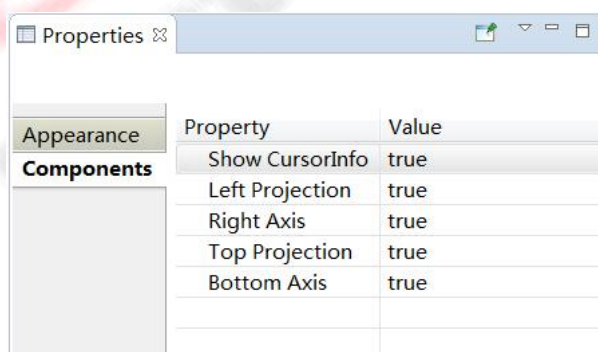 Properties
Appearance
Components
Property Value
Show CursorInfo true
Left Projection true
Right Axis true
Top Projection true
Bottom Axis true